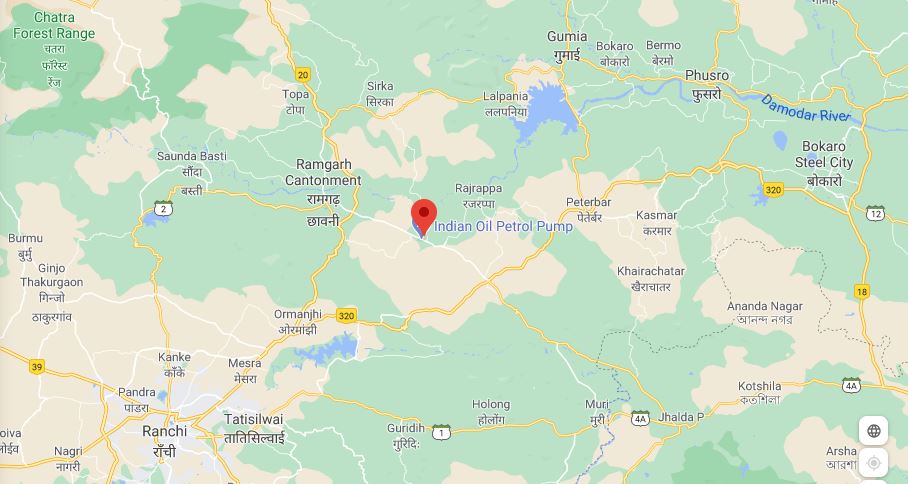 Chatra
Forest Range
चतरा
फॉरेस्ट
रेंज
Gumia
गुमाई
Bokaro
बोकारो
Bermo
बेरमो
Phusro
फुसरो
20
Topa
टोपा
Sirka
सिरका
Lalpania
ललपनिया
Damodar River
Saunda Basti
सौंदा
बस्ती
Ramgarh
Cantonment
रामगढ़
छावनी
Bokaro
Steel City
बोकारो
Rajrappa
रजरप्पा
320
2
Peterbar
पेतेर्बर
Kasmar
करमार
12
Indian Oil Petrol Pump
Burmu
बुर्मु
Ginjo
Thakurgaon
गिन्जो
ठाकुरगांव
Khairachatar
खैराचातर
18
Ormanjhi
ओरमांझी
320
Ananda Nagar
আনন্দ নগর
39
Kanke
काँके
Mesra
मेसरा
Pandra
पांडरा
Kotshila
কতশিলা
4A
Ranchi
राँची
Tatisilwai
तातिसिल्वाई
Guridih
गुरिदि:
1
Holong
होलोंग
Muri
मुरी
4A
Jhalda P
Nagri
नागरी
Arsha